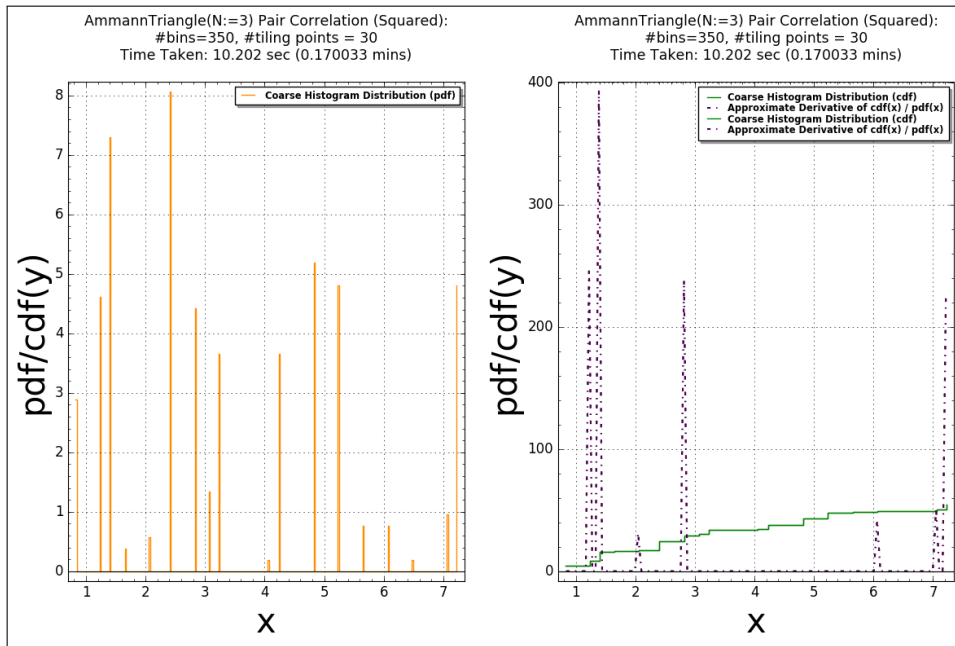 AmmannTriangle(N:=3) Pair Correlation (Squared):
#bins=350, #tiling points = 30
Time Taken: 10.202 sec (0.170033 mins)
Coarse Histogram Distribution (pdf)
pdf/cdf(y)
8
7
6
5
4
3
2
1
0
1 2 3 4 5 6 7
x
AmmannTriangle(N:=3) Pair Correlation (Squared):
#bins=350, #tiling points = 30
Time Taken: 10.202 sec (0.170033 mins)
Coarse Histogram Distribution (cdf)
Approximate Derivative of cdf(x) / pdf(x)
Coarse Histogram Distribution (cdf)
Approximate Derivative of cdf(x) / pdf(x)
pdf/cdf(y)
400
300
200
100
0
1 2 3 4 5 6 7
x